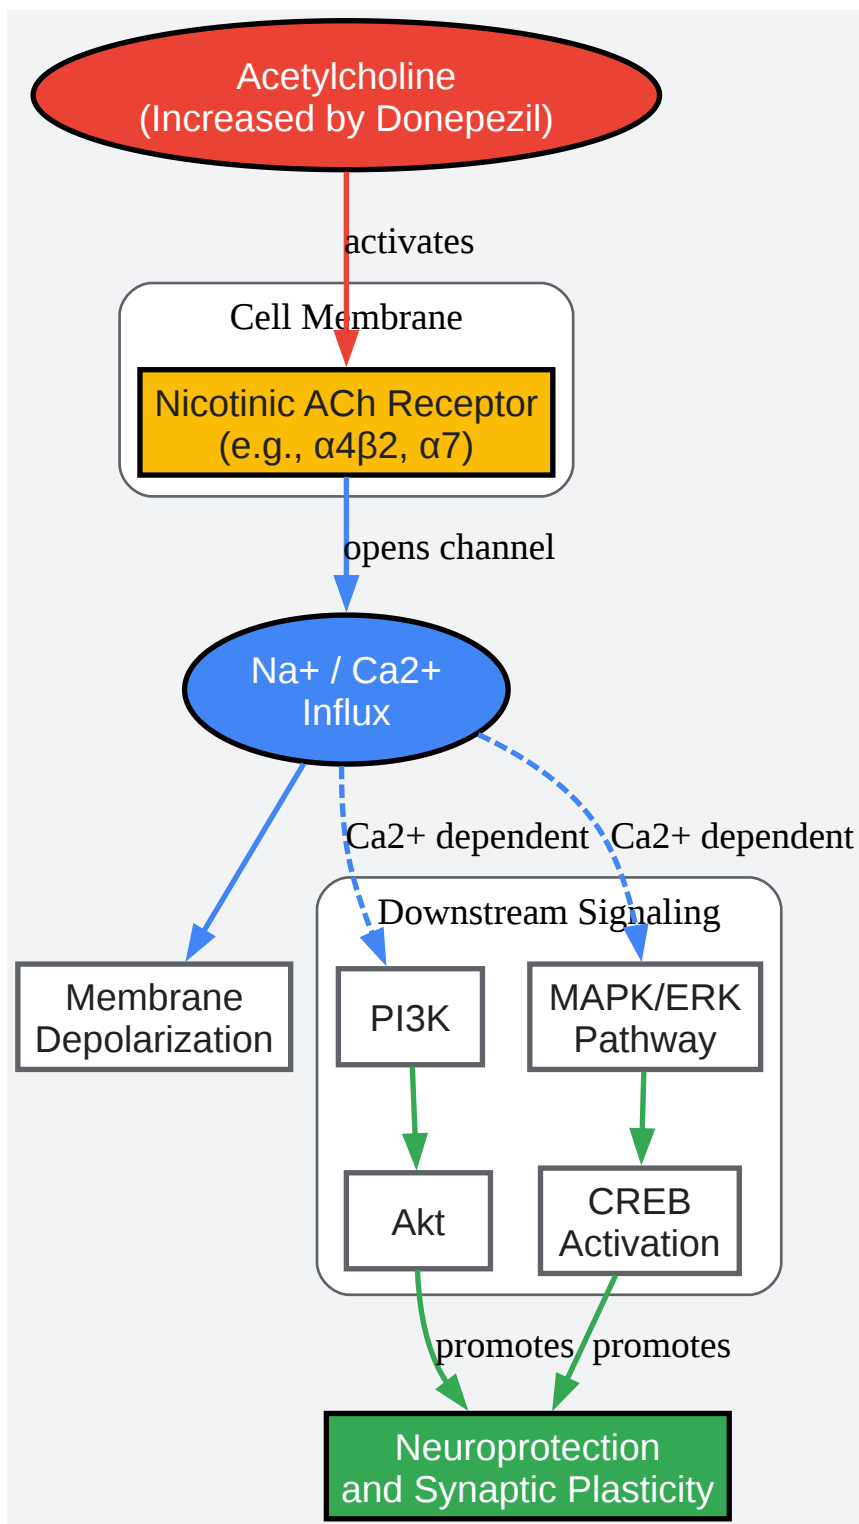 Acetylcholine
(Increased by Donepezil)
activates
Cell Membrane
Nicotinic ACh Receptor
(e.g., α4β2, α7)
opens channel
Na+ / Ca2+
Influx
Ca2+ dependent
Ca2+ dependent
Downstream Signaling
Membrane
Depolarization
PI3K
MAPK/ERK
Pathway
Akt
CREB
Activation
promotes
promotes
Neuroprotection
and Synaptic Plasticity